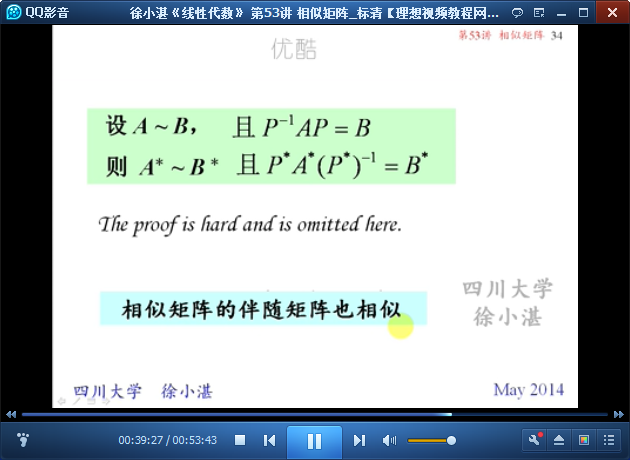 QQ影音
徐小湛《线性代数》 第53讲 相似矩阵_标清【理想视频教程网...
优酷
第53讲 相似矩阵 34
设 A ~ B， 且 P⁻¹AP = B
则 A* ~ B* 且 P*A*(P*)⁻¹ = B*
The proof is hard and is omitted here.
相似矩阵的伴随矩阵也相似
四川大学
徐小湛
四川大学 徐小湛
May 2014
00:39:27 / 00:53:43